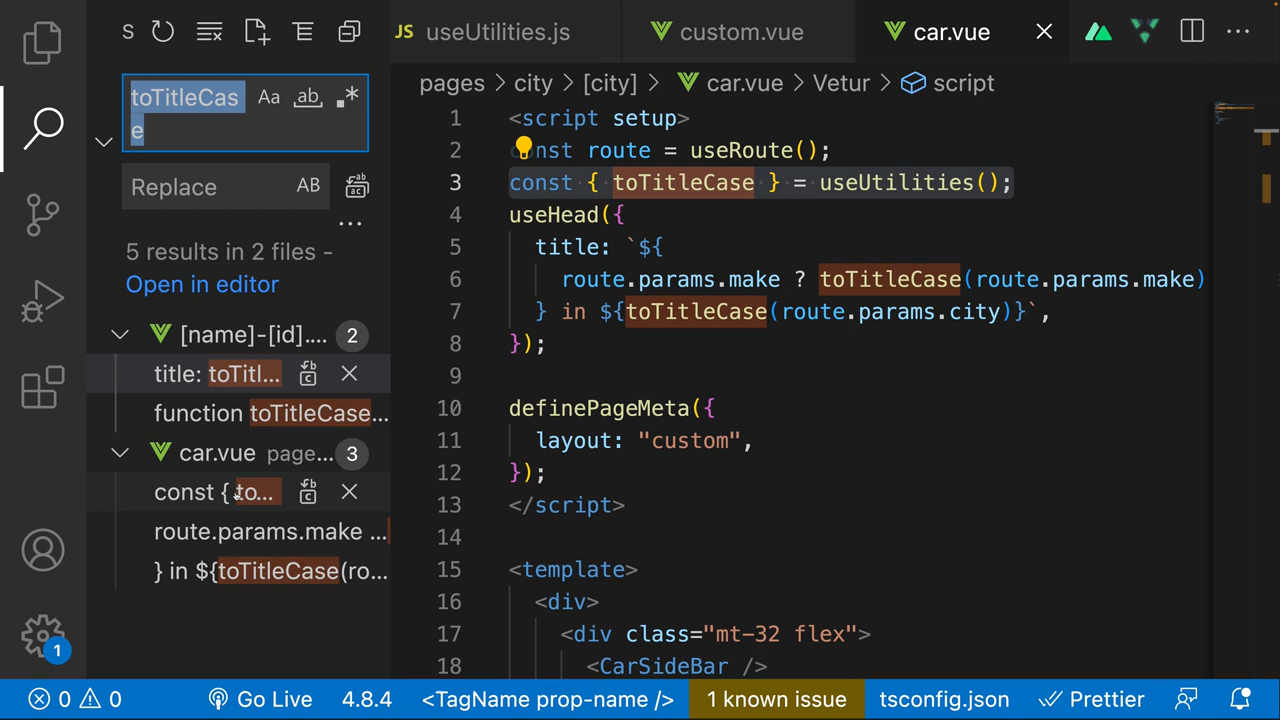 S
JS useUtilities.js
custom.vue
car.vue
toTitleCas
e
Aa
ab
.*
Replace
AB
...
5 results in 2 files -
Open in editor
[name]-[id]....
2
title: toTitl...
function toTitleCase...
car.vue page...
3
const { to...
route.params.make ...
} in ${toTitleCase(ro...
1
pages > city > [city] > car.vue > Vetur > script
1 <script setup>
2 const route = useRoute();
3 const { toTitleCase } = useUtilities();
4 useHead({
5 title: `${
6 route.params.make ? toTitleCase(route.params.make)
7 } in ${toTitleCase(route.params.city)}`,
8 });
9
10 definePageMeta({
11 layout: "custom",
12 });
13 </script>
14
15 <template>
16 <div>
17 <div class="mt-32 flex">
18 <CarSideBar />
0 0 Go Live 4.8.4 <TagName prop-name /> 1 known issue tsconfig.json Prettier